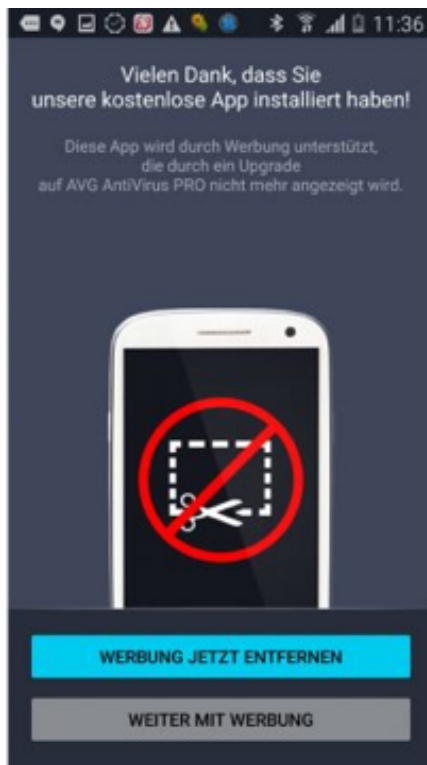 11:36
Vielen Dank, dass Sie
unsere kostenlose App installiert haben!
Diese App wird durch Werbung unterstützt,
die durch ein Upgrade
auf AVG AntiVirus PRO nicht mehr angezeigt wird.
WERBUNG JETZT ENTFERNEN
WEITER MIT WERBUNG